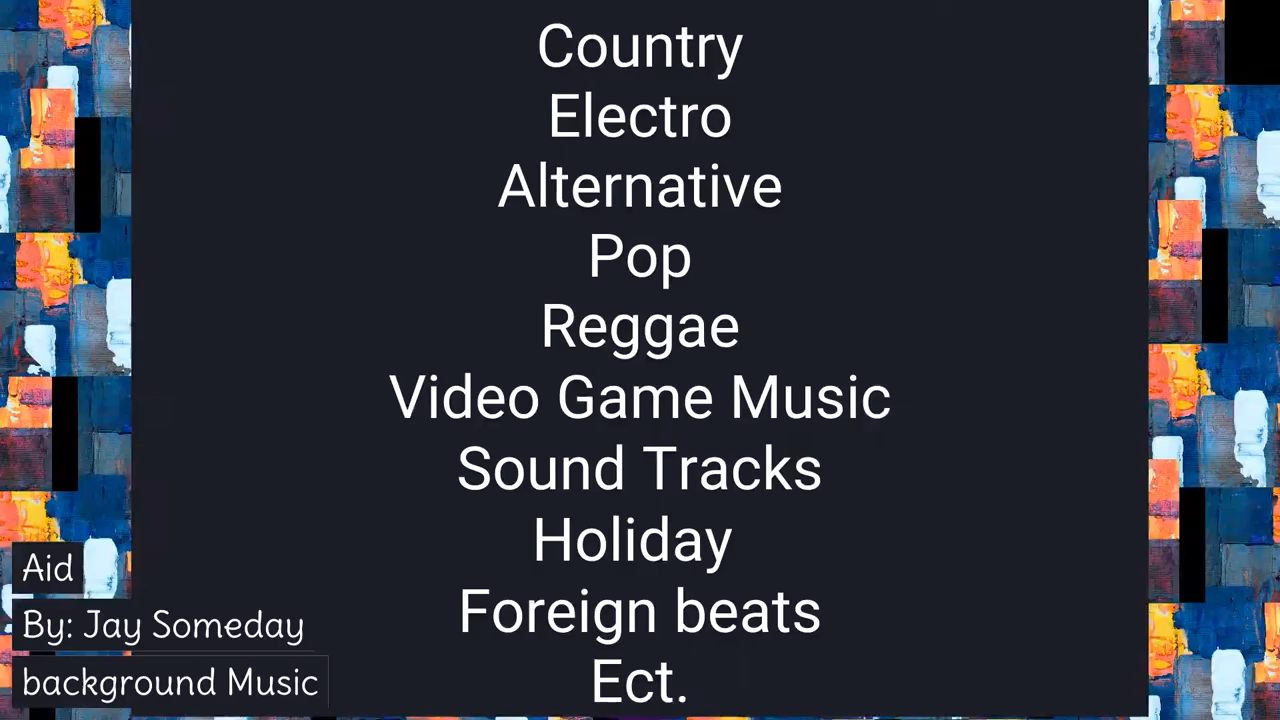 Country
Electro
Alternative
Pop
Reggae
Video Game Music
Sound Tracks
Holiday
Foreign beats
Ect.
Aid
By: Jay Someday
background Music